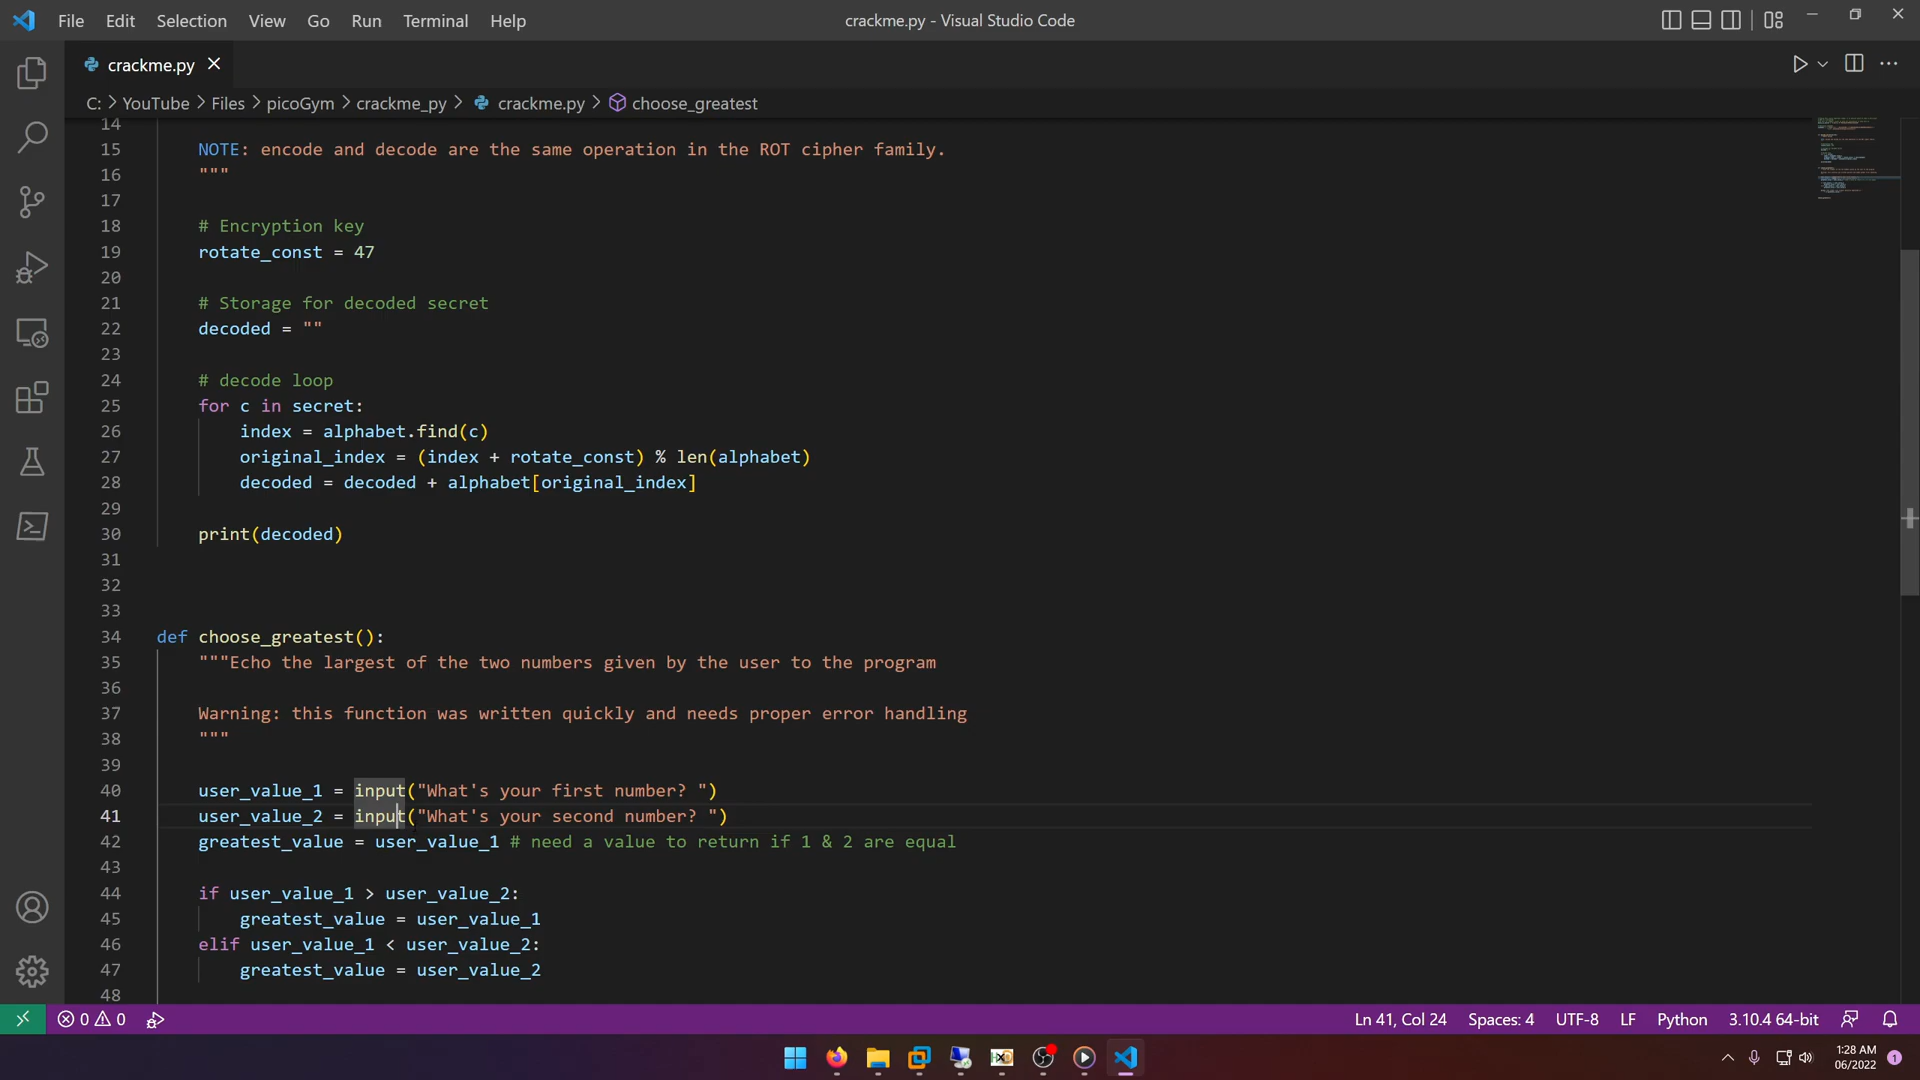 File Edit Selection View Go Run Terminal Help
crackme.py - Visual Studio Code
crackme.py
C: > YouTube > Files > picoGym > crackme_py > crackme.py > choose_greatest
14
15 NOTE: encode and decode are the same operation in the ROT cipher family.
16 """
17
18 # Encryption key
19 rotate_const = 47
20
21 # Storage for decoded secret
22 decoded = ""
23
24 # decode loop
25 for c in secret:
26 index = alphabet.find(c)
27 original_index = (index + rotate_const) % len(alphabet)
28 decoded = decoded + alphabet[original_index]
29
30 print(decoded)
31
32
33
34 def choose_greatest():
35 """Echo the largest of the two numbers given by the user to the program
36
37 Warning: this function was written quickly and needs proper error handling
38 """
39
40 user_value_1 = input("What's your first number? ")
41 user_value_2 = input("What's your second number? ")
42 greatest_value = user_value_1 # need a value to return if 1 & 2 are equal
43
44 if user_value_1 > user_value_2:
45 greatest_value = user_value_1
46 elif user_value_1 < user_value_2:
47 greatest_value = user_value_2
48
0 0 Ln 41, Col 24 Spaces: 4 UTF-8 LF Python 3.10.4 64-bit
1:28 AM
06/2022 1